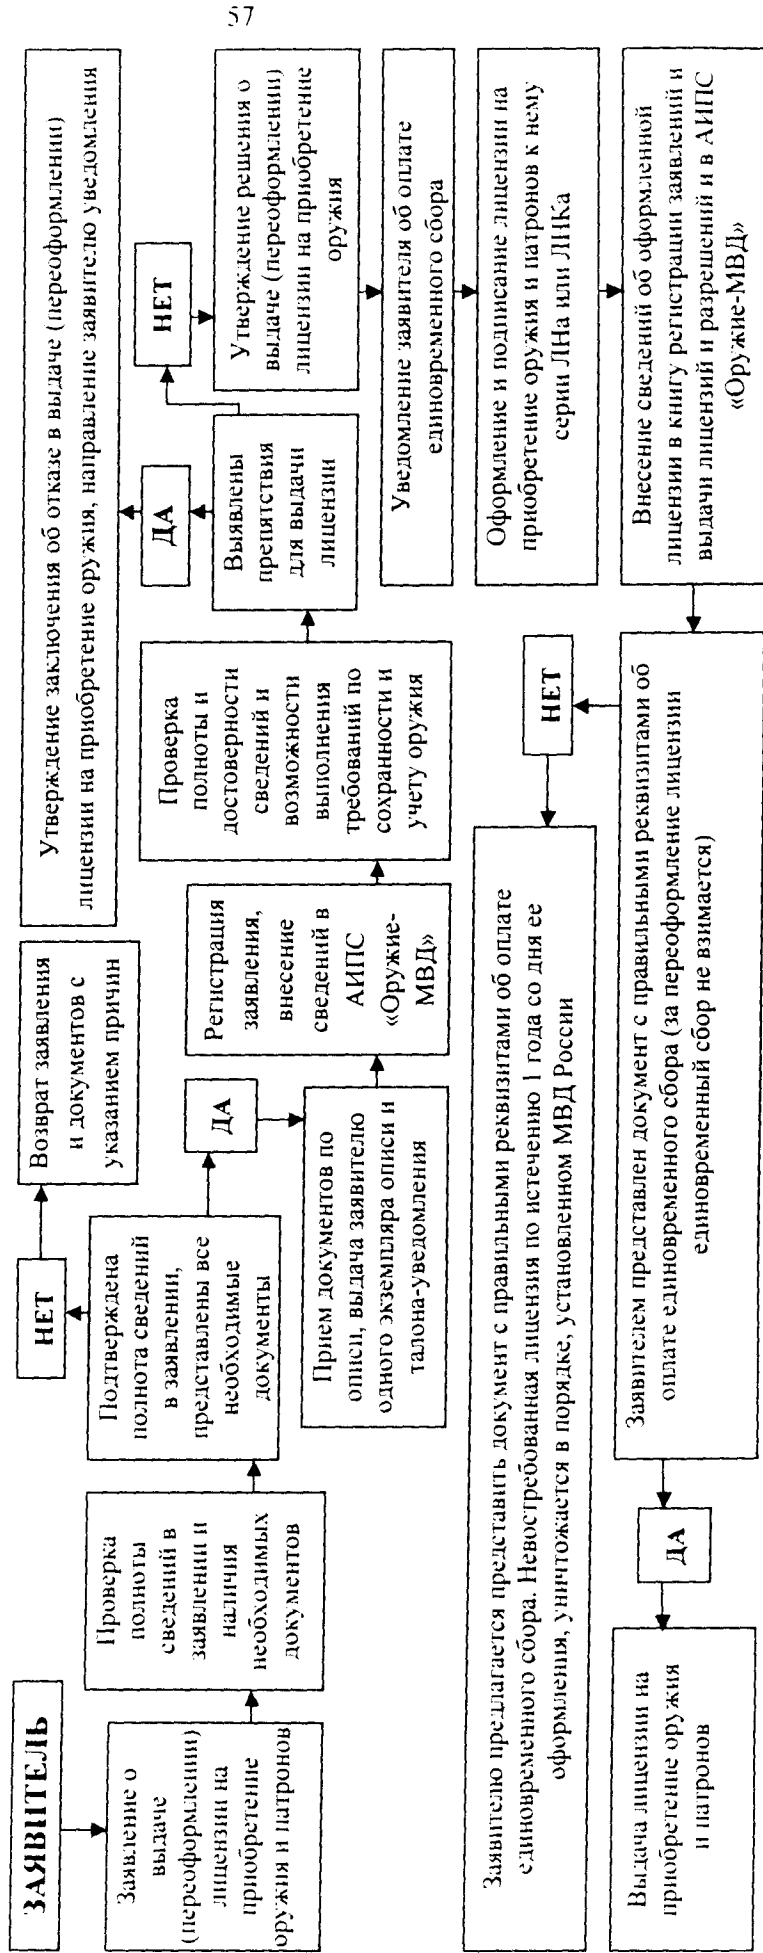 57
ЗАЯВИТЕЛЬ
Заявление о
выдаче
(переоформлении)
лицензии на
приобретение
оружия и патронов
Проверка
полноты
сведений в
заявлении и
наличия
необходимых
документов
Подтверждена
полнота сведений
в заявлении,
представлены все
необходимые
документы
НЕТ
Возврат заявления
и документов с
указанием причин
ДА
Прием документов по
описи, выдача заявителю
одного экземпляра описи и
талона-уведомления
Регистрация
заявления,
внесение
сведений в
АИПС
«Оружие-
МВД»
Проверка
полноты и
достоверности
сведений и
возможности
выполнения
требований по
сохранности и
учету оружия
Выявлены
препятствия
для выдачи
лицензии
ДА
Утверждение заключения об отказе в выдаче (переоформлении)
лицензии на приобретение оружия, направление заявителю уведомления
НЕТ
Утверждение решения о
выдаче (переоформлении)
лицензии на приобретение
оружия
Уведомление заявителя об оплате
единовременного сбора
Оформление и подписание лицензии на
приобретение оружия и патронов к нему
серии ЛНа или ЛНКа
Внесение сведений об оформленной
лицензии в книгу регистрации заявлений и
выдачи лицензий и разрешений и в АИПС
«Оружие-МВД»
Заявителем представлен документ с правильными реквизитами об
оплате единовременного сбора (за переоформление лицензии
единовременный сбор не взимается)
НЕТ
Заявителю предлагается представить документ с правильными реквизитами об оплате
единовременного сбора. Невостребованная лицензия по истечению 1 года со дня ее
оформления, уничтожается в порядке, установленном МВД России
ДА
Выдача лицензии на
приобретение оружия
и патронов